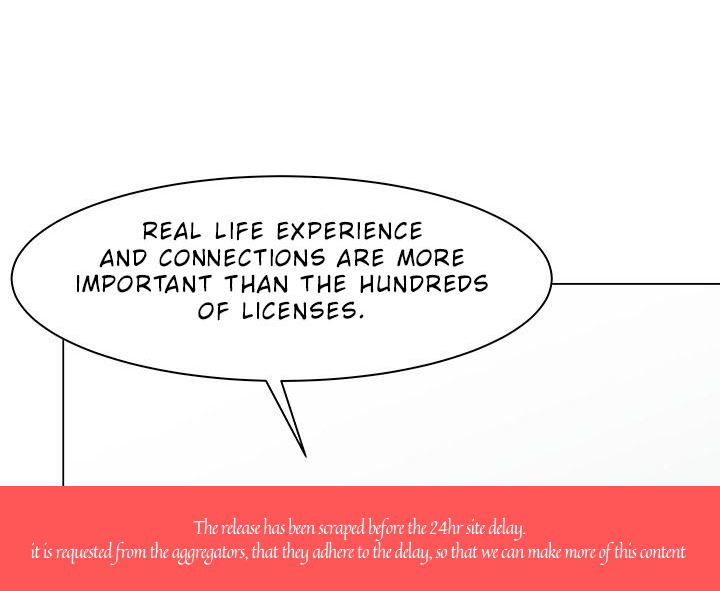 REAL LIFE EXPERIENCE
AND CONNECTIONS ARE MORE
IMPORTANT THAN THE HUNDREDS
OF LICENSES.
The release has been scraped before the 24hr site delay.
it is requested from the aggregators, that they adhere to the delay, so that we can make more of this content